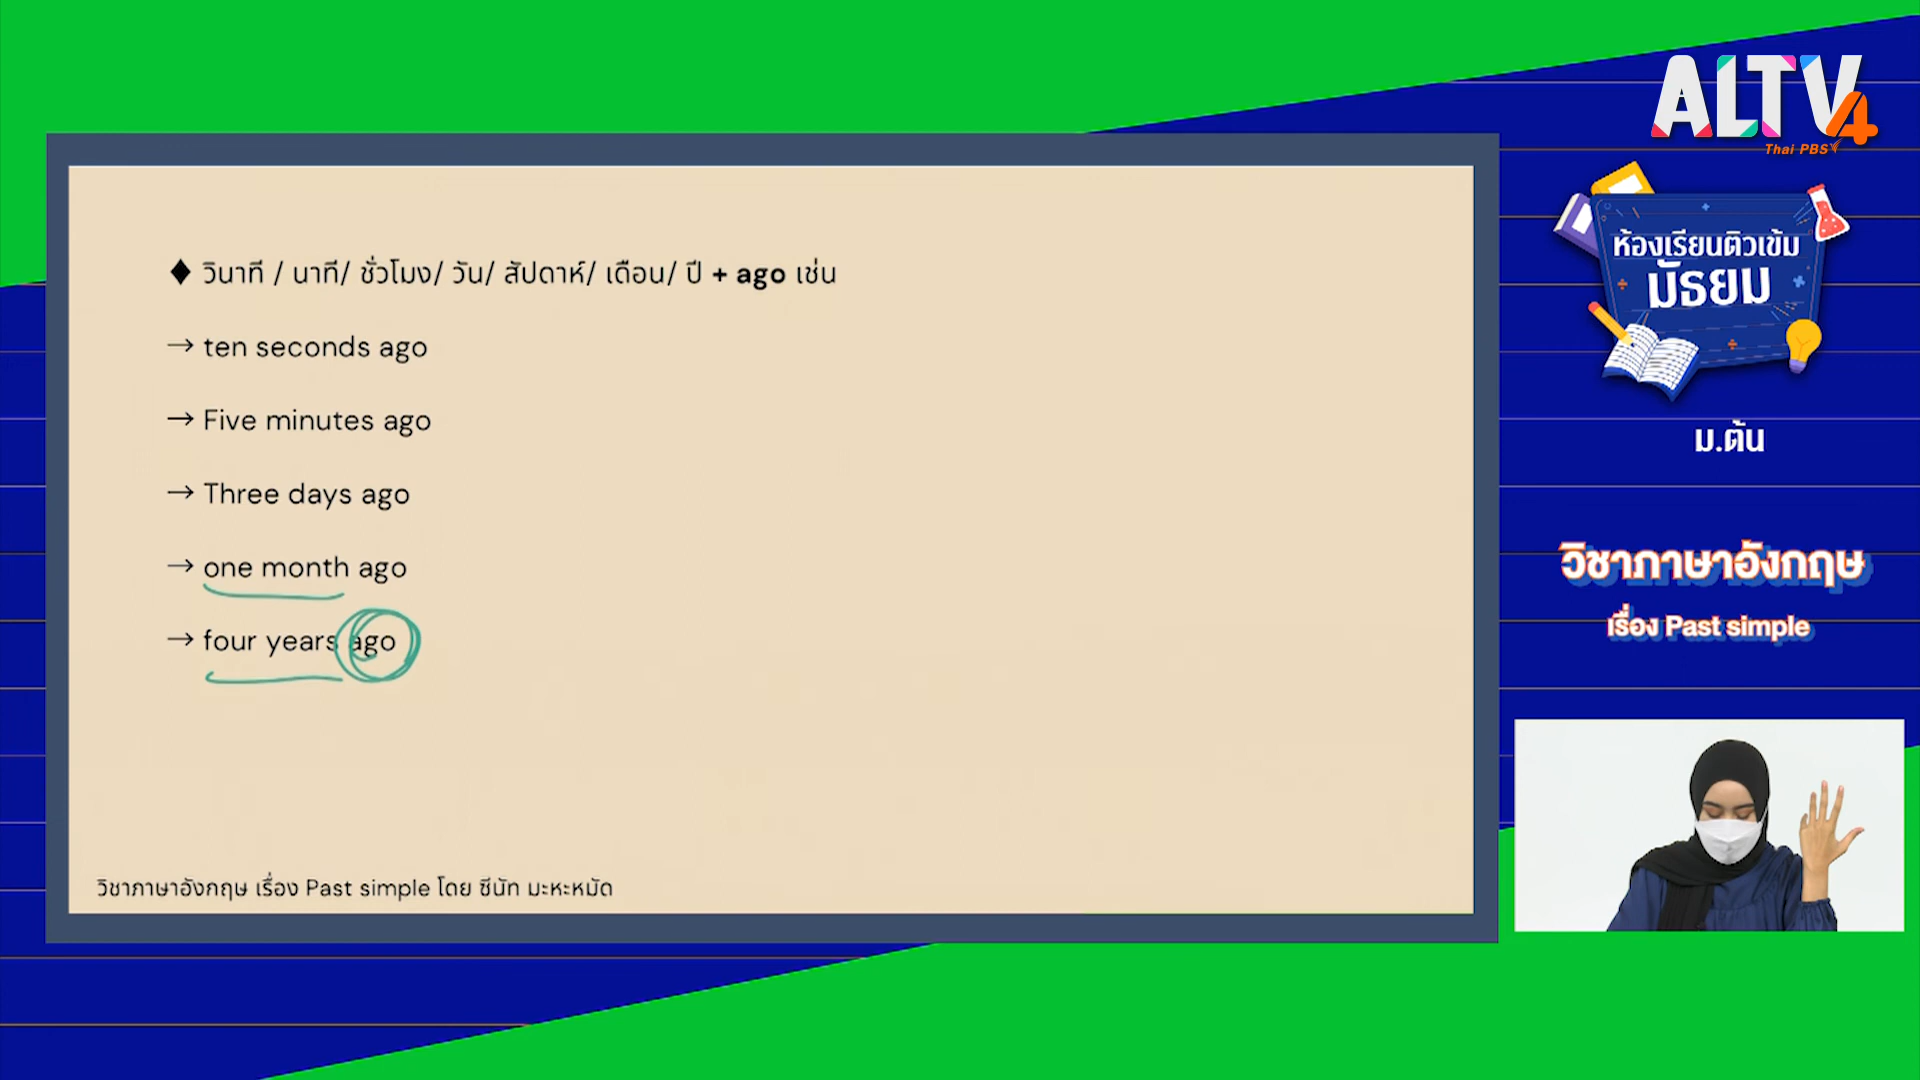 ALTV4
Thai PBS
ห้องเรียนติวเข้ม
มัธยม
ม.ต้น
วิชาภาษาอังกฤษ
เรื่อง Past simple
♦ วินาที / นาที/ ชั่วโมง/ วัน/ สัปดาห์/ เดือน/ ปี + ago เช่น
→ ten seconds ago
→ Five minutes ago
→ Three days ago
→ one month ago
→ four years ago
วิชาภาษาอังกฤษ เรื่อง Past simple โดย ซีนัท มะหะหมัด